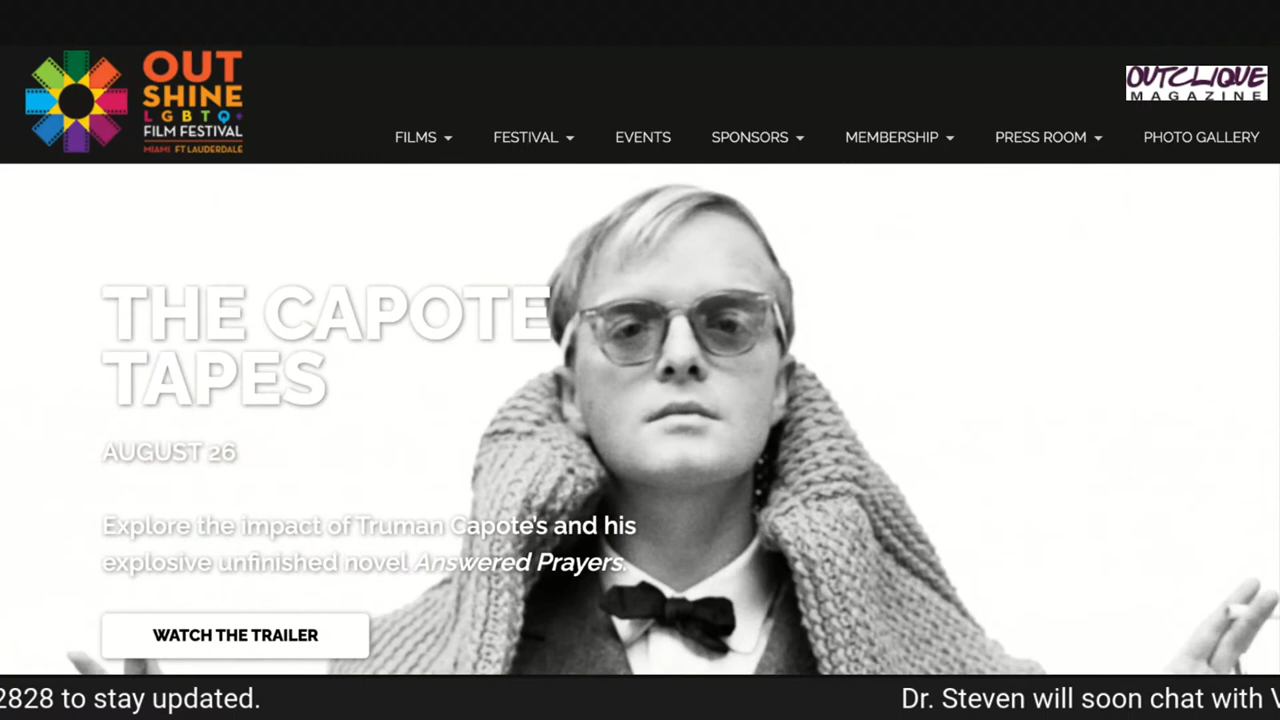 OUT
SHINE
LGBTQ+
FILM FESTIVAL
MIAMI FT LAUDERDALE
OUTCLIQUE
MAGAZINE
FILMS
FESTIVAL
EVENTS
SPONSORS
MEMBERSHIP
PRESS ROOM
PHOTO GALLERY
THE CAPOTE
TAPES
AUGUST 26
Explore the impact of Truman Capote's and his
explosive unfinished novel Answered Prayers.
WATCH THE TRAILER
2828 to stay updated.
Dr. Steven will soon chat with